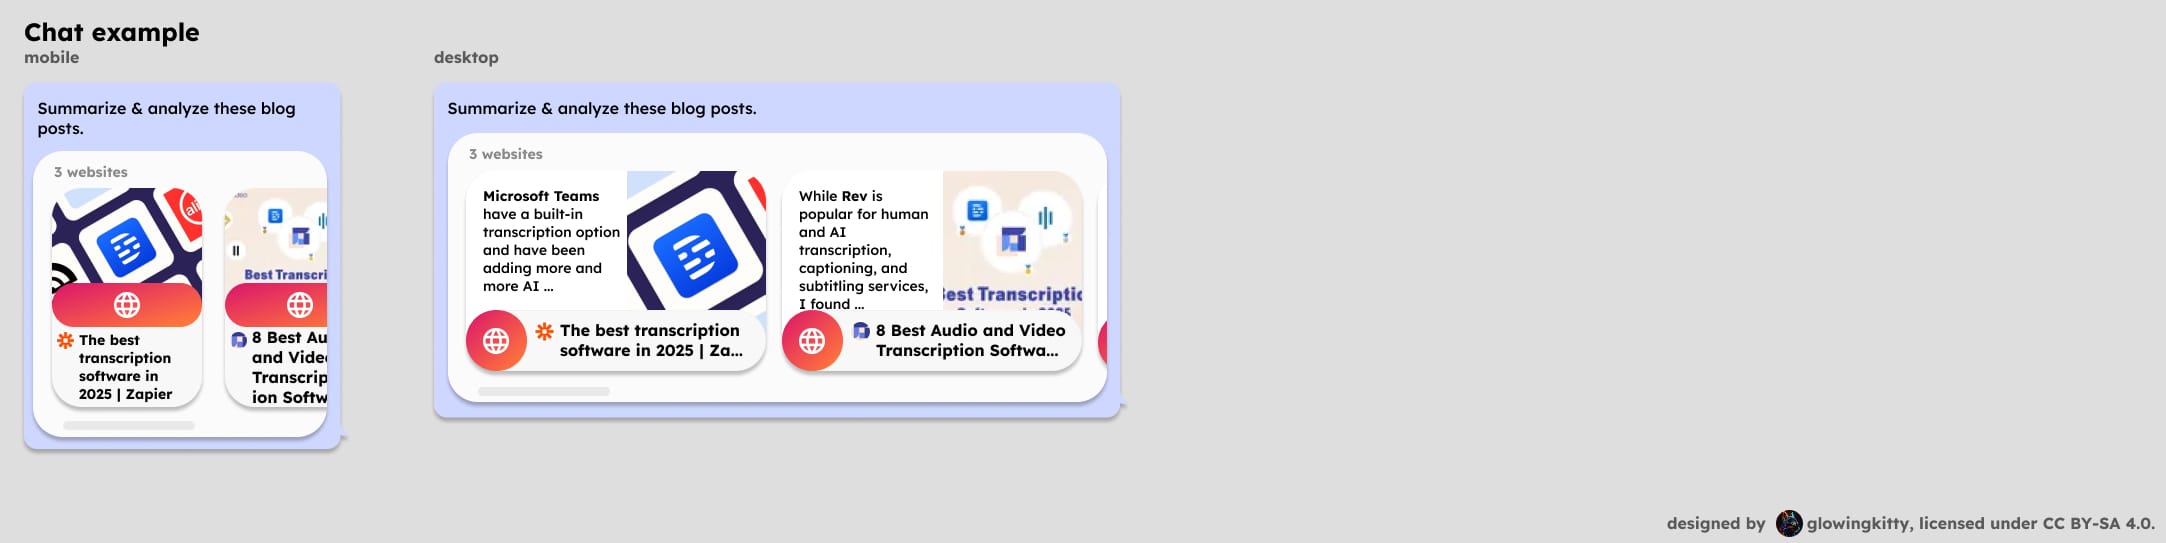 Chat example
mobile
Summarize & analyze these blog
posts.
3 websites
ali
Best Transcri
The best
transcription
software in
2025 | Zapier
8 Best Au
and Vide
Transcrip
ion Softw
desktop
Summarize & analyze these blog posts.
3 websites
Microsoft Teams
have a built-in
transcription option
and have been
adding more and
more AI ...
The best transcription
software in 2025 | Za...
While Rev is
popular for human
and AI
transcription,
captioning, and
subtitling services,
I found ...
Best Transcriptic
8 Best Audio and Video
Transcription Softwa...
designed by glowingkitty, licensed under CC BY-SA 4.0.